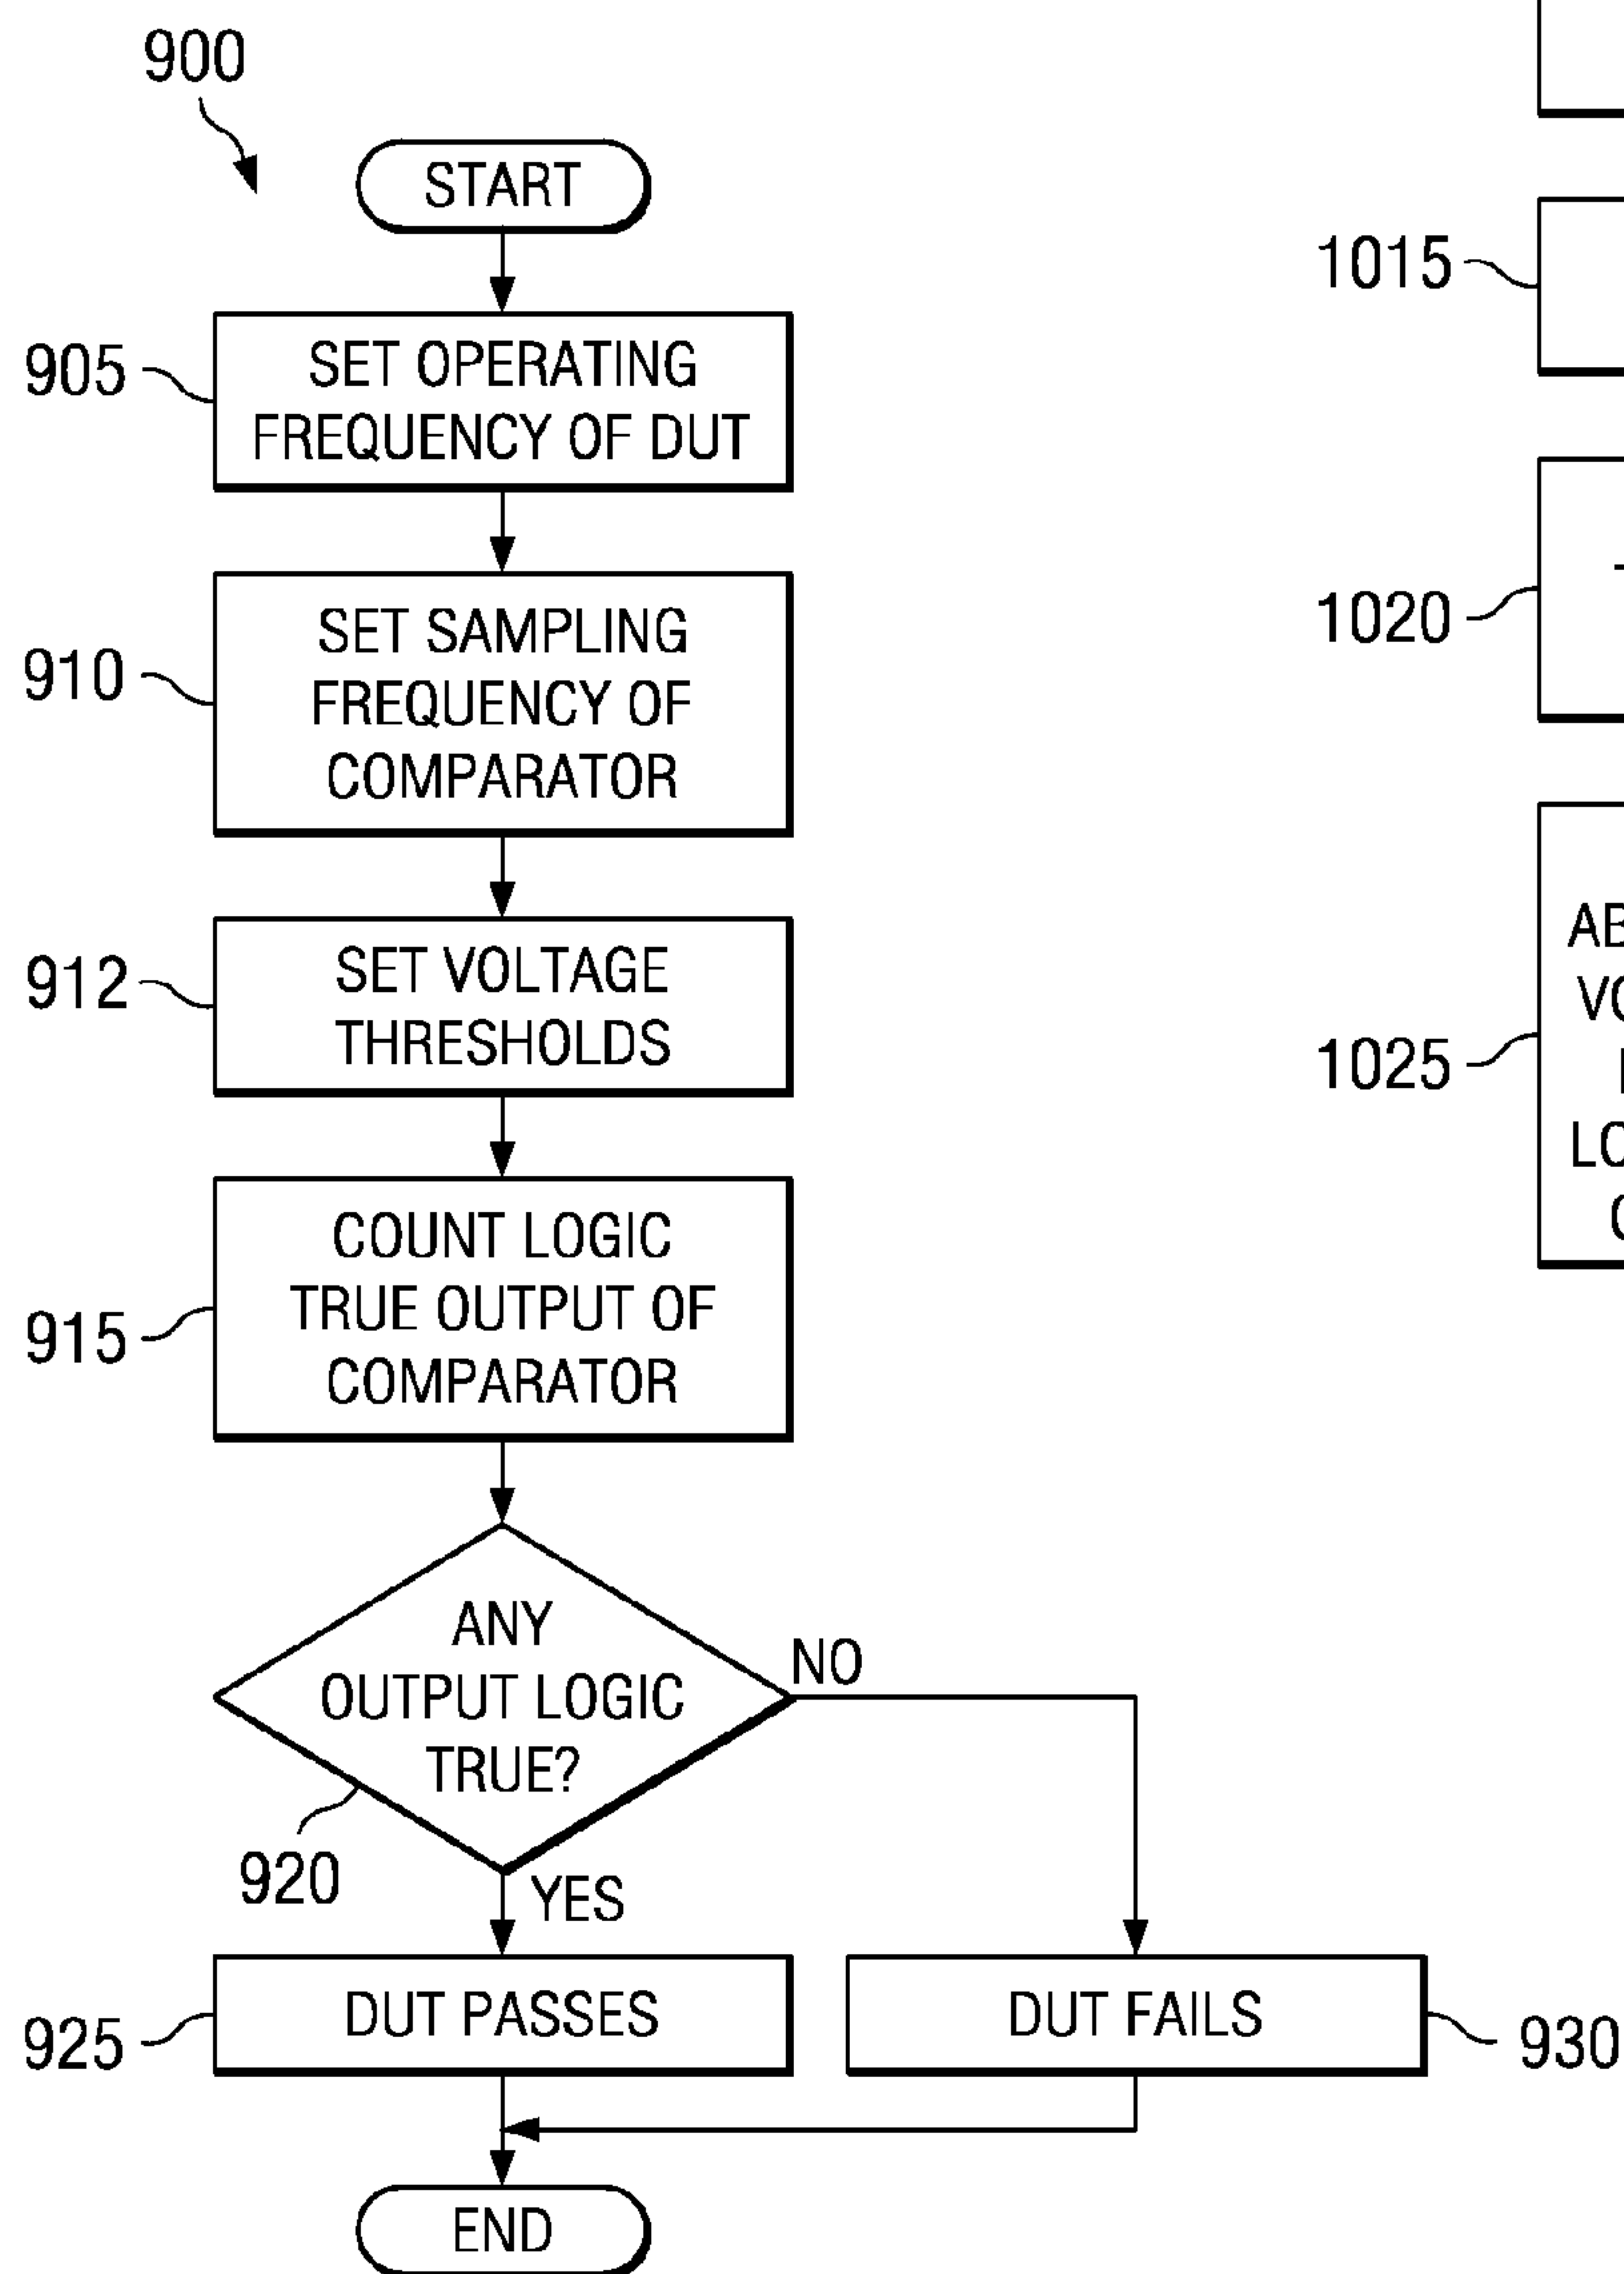 900
START
905
SET OPERATING
FREQUENCY OF DUT
910
SET SAMPLING
FREQUENCY OF
COMPARATOR
912
SET VOLTAGE
THRESHOLDS
915
COUNT LOGIC
TRUE OUTPUT OF
COMPARATOR
ANY
OUTPUT LOGIC
TRUE?
NO
920
YES
925
DUT PASSES
DUT FAILS
930
END
1015
1020
1025